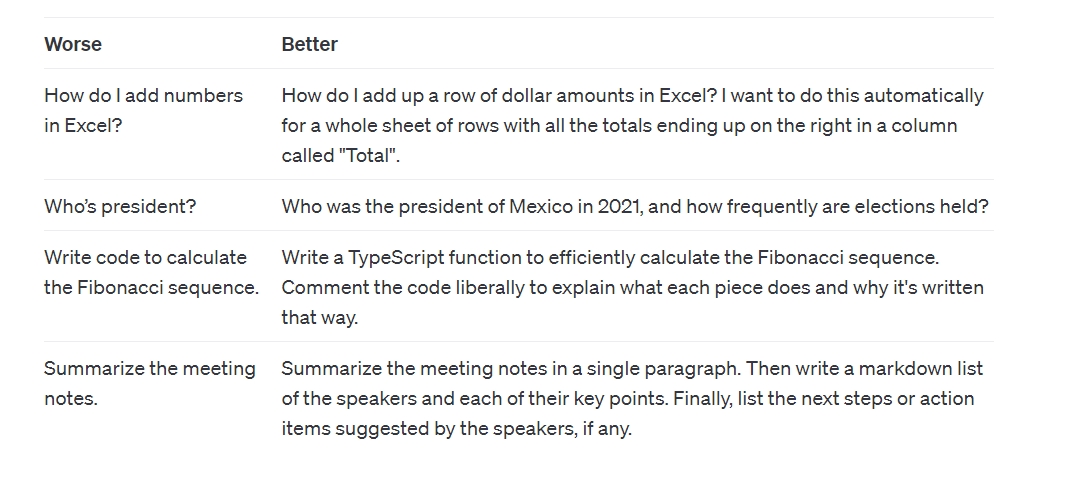 Worse
Better
How do I add numbers
in Excel?
How do I add up a row of dollar amounts in Excel? I want to do this automatically
for a whole sheet of rows with all the totals ending up on the right in a column
called "Total".
Who’s president?
Who was the president of Mexico in 2021, and how frequently are elections held?
Write code to calculate
the Fibonacci sequence.
Write a TypeScript function to efficiently calculate the Fibonacci sequence.
Comment the code liberally to explain what each piece does and why it's written
that way.
Summarize the meeting
notes.
Summarize the meeting notes in a single paragraph. Then write a markdown list
of the speakers and each of their key points. Finally, list the next steps or action
items suggested by the speakers, if any.